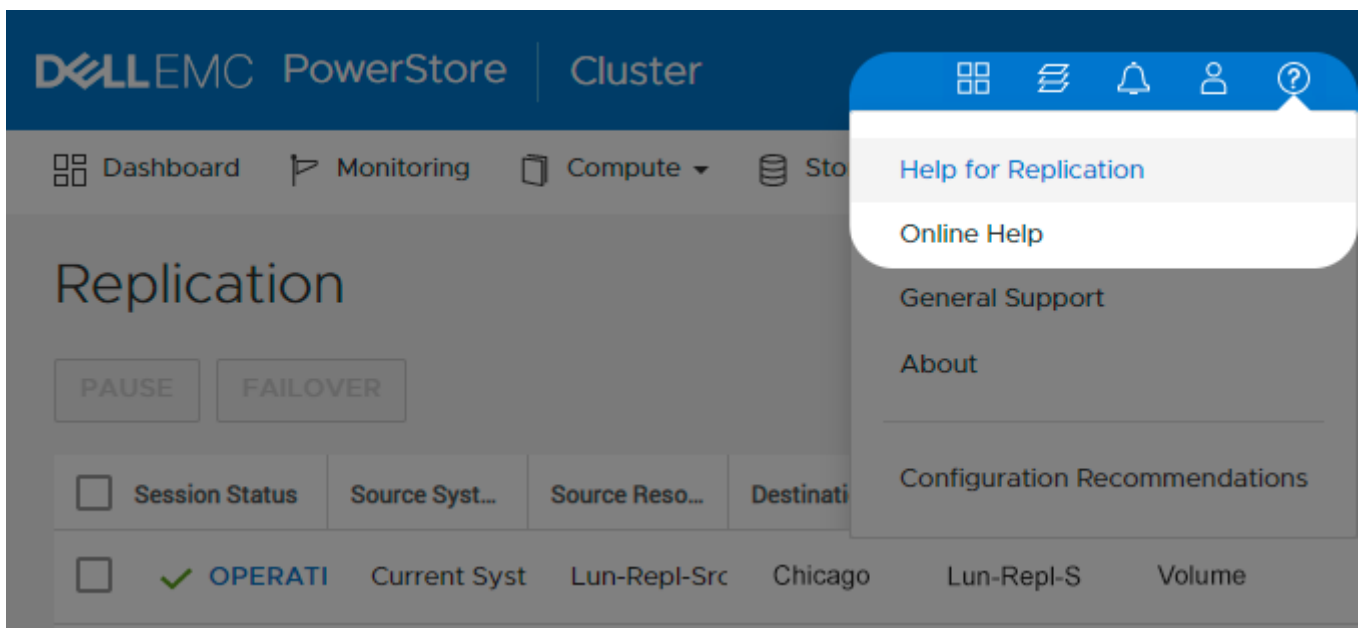 DELLEMC PowerStore Cluster
Dashboard Monitoring Compute Sto
Help for Replication
Online Help
General Support
About
Configuration Recommendations
Replication
PAUSE FAILOVER
Session Status Source Syst... Source Reso... Destinati
OPERATI Current Syst Lun-Repl-Src Chicago Lun-Repl-S Volume